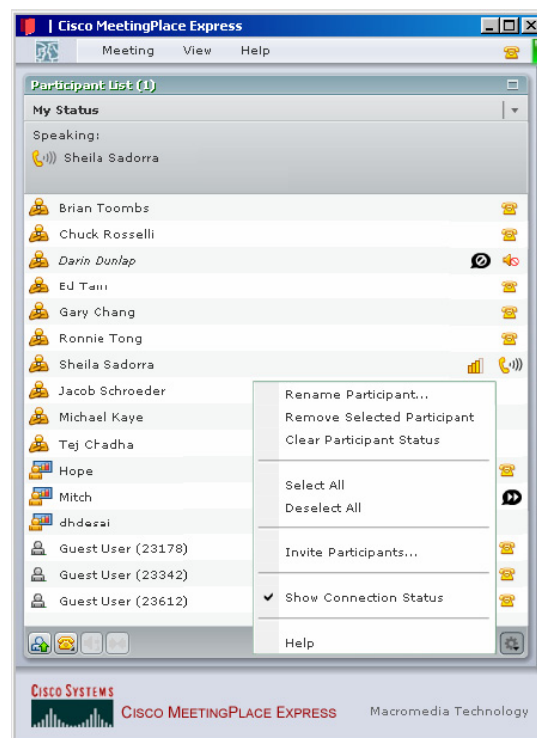 | Cisco MeetingPlace Express
Meeting View Help
Participant List (1)
My Status
Speaking:
Sheila Sadorra
Brian Toombs
Chuck Rosselli
Darin Dunlap
Ed Tam
Gary Chang
Ronnie Tong
Sheila Sadorra
Jacob Schroeder
Michael Kaye
Tej Chadha
Hope
Mitch
dhdesai
Guest User (23178)
Guest User (23342)
Guest User (23612)
Rename Participant...
Remove Selected Participant
Clear Participant Status
Select All
Deselect All
Invite Participants...
Show Connection Status
Help
CISCO SYSTEMS
CISCO MEETINGPLACE EXPRESS
Macromedia Technology